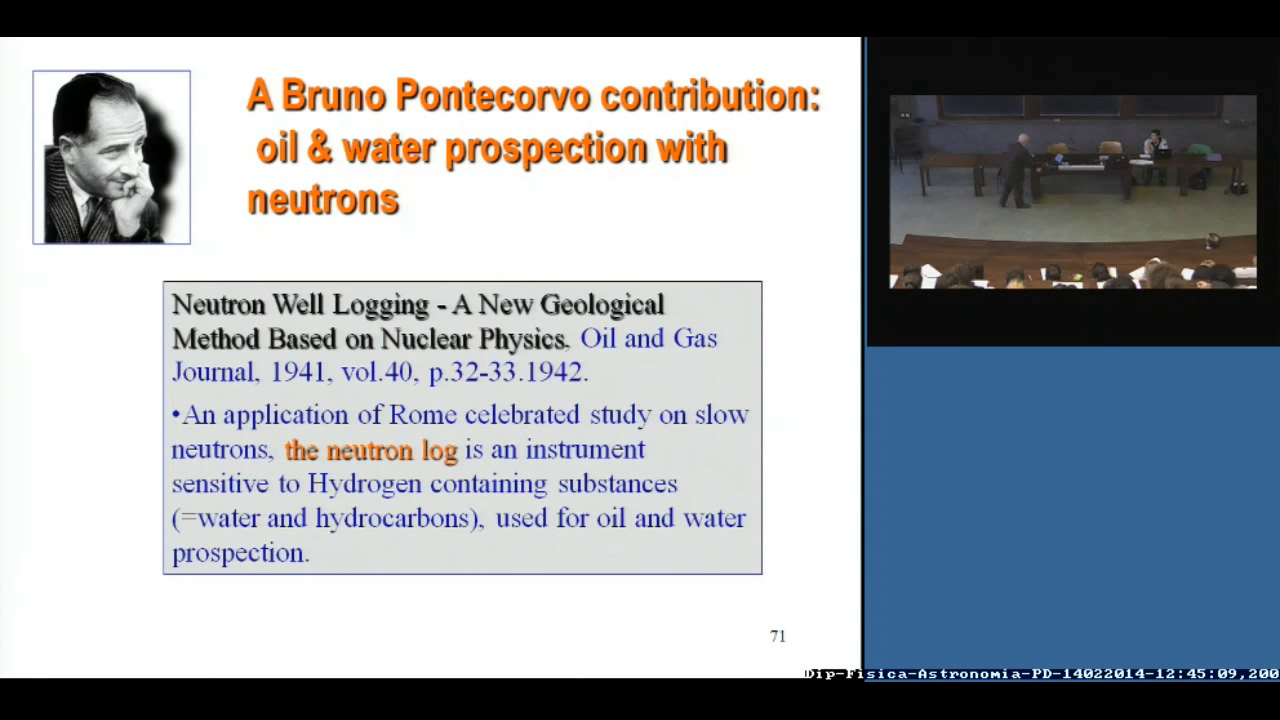 A Bruno Pontecorvo contribution:
oil & water prospection with
neutrons
Neutron Well Logging - A New Geological
Method Based on Nuclear Physics. Oil and Gas
Journal, 1941, vol.40, p.32-33.1942.
•An application of Rome celebrated study on slow
neutrons, the neutron log is an instrument
sensitive to Hydrogen containing substances
(=water and hydrocarbons), used for oil and water
prospection.
71
Dip-Fisica-Astronomia-PD-14022014-12:45:09,200